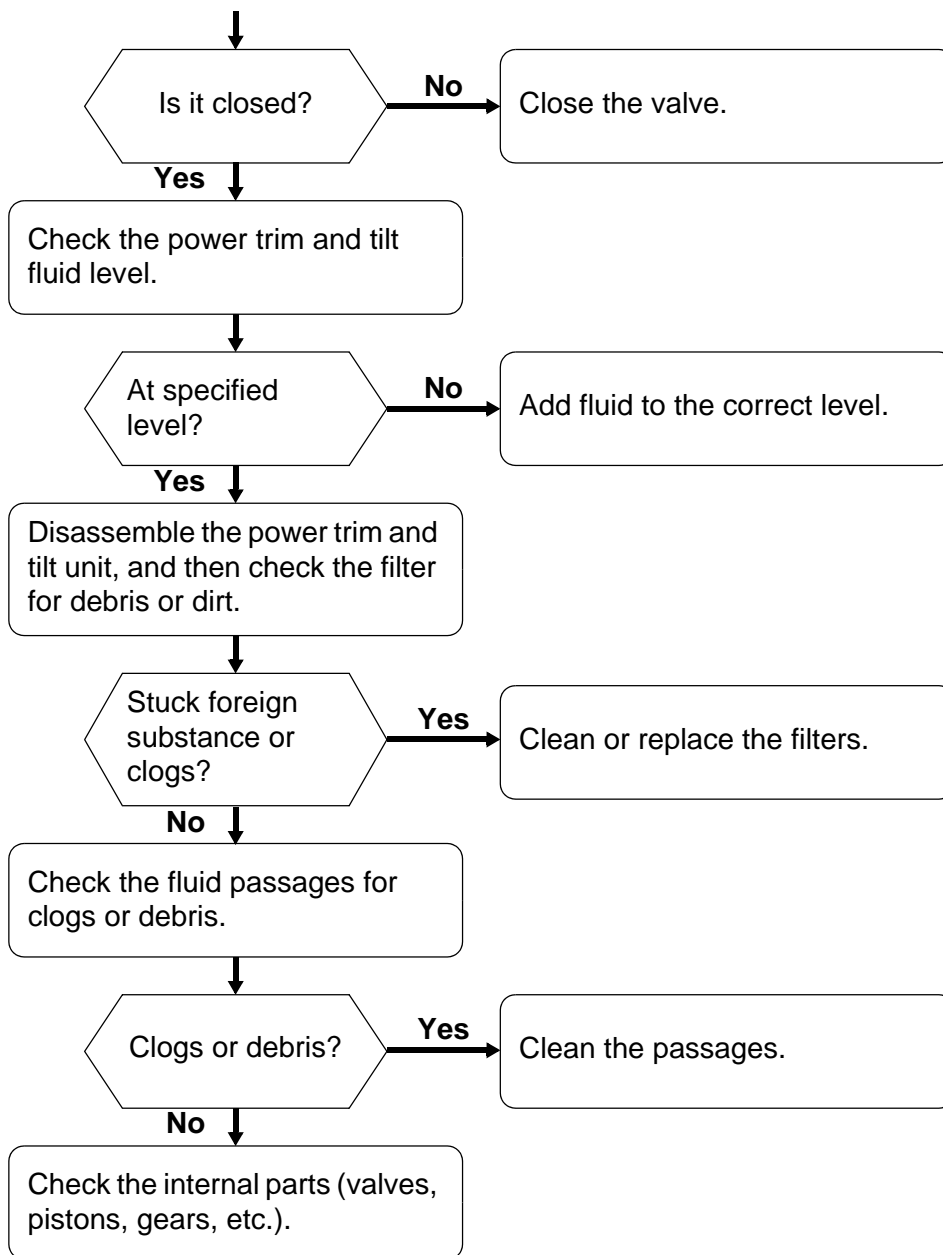 Is it closed?
No
Close the valve.
Yes
Check the power trim and tilt
fluid level.
At specified
level?
No
Add fluid to the correct level.
Yes
Disassemble the power trim and
tilt unit, and then check the filter
for debris or dirt.
Stuck foreign
substance or
clogs?
Yes
Clean or replace the filters.
No
Check the fluid passages for
clogs or debris.
Clogs or debris?
Yes
Clean the passages.
No
Check the internal parts (valves,
pistons, gears, etc.).